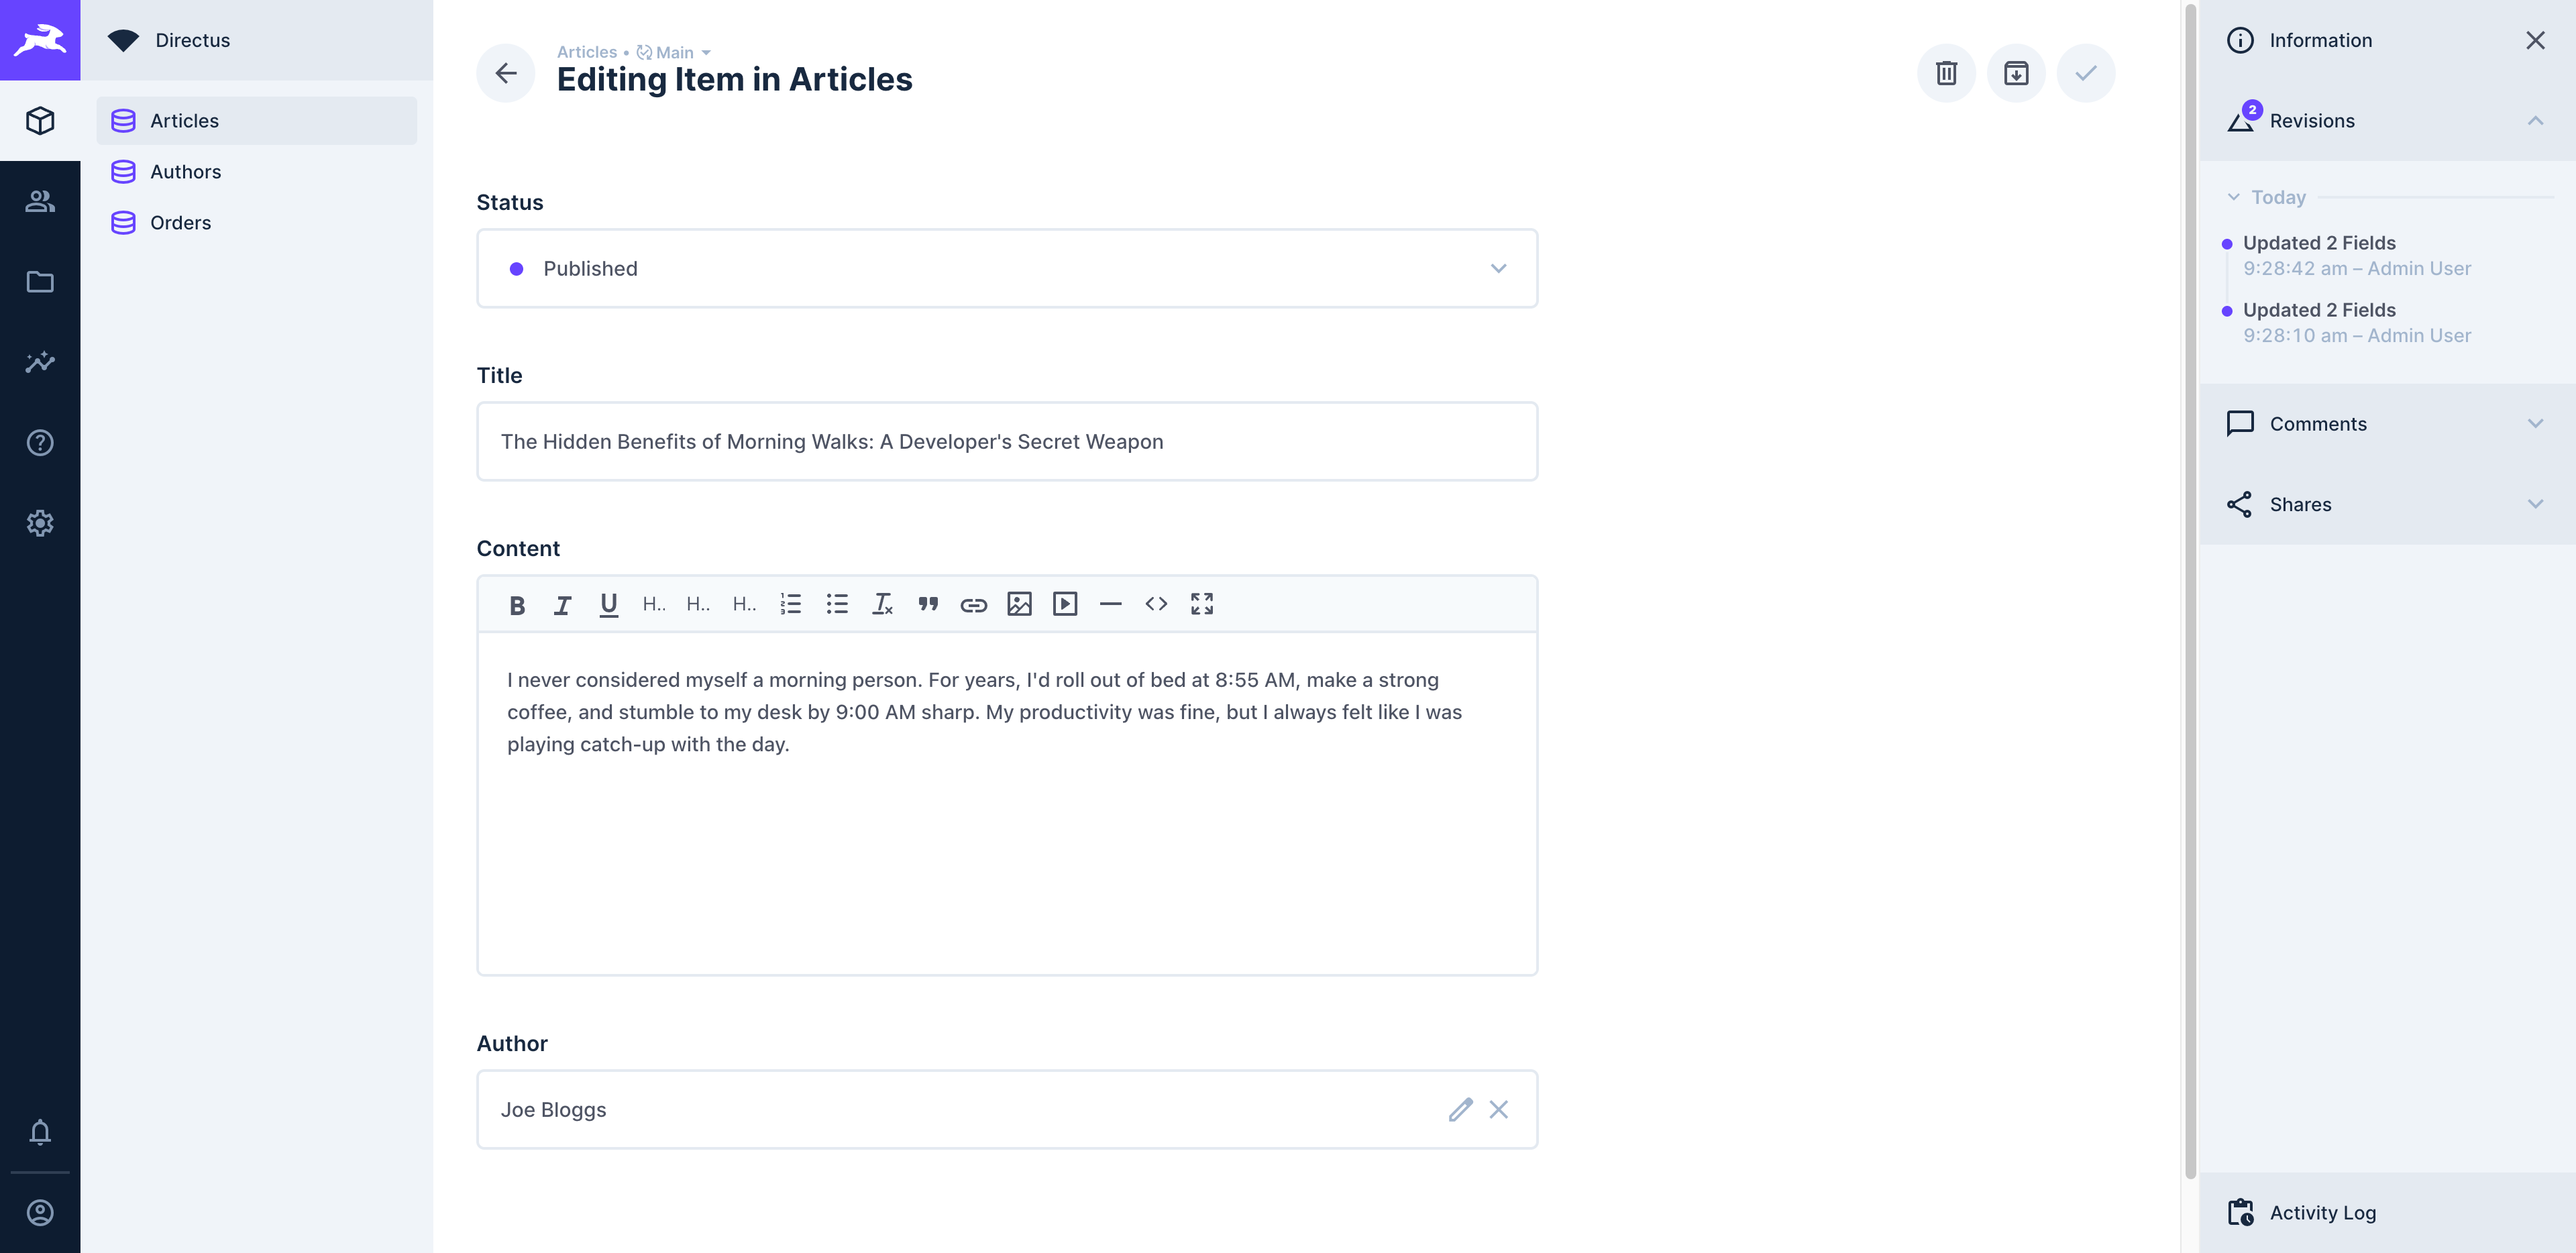 Directus
Articles
Authors
Orders
Articles • Main
Editing Item in Articles
Status
Published
Title
The Hidden Benefits of Morning Walks: A Developer's Secret Weapon
Content
B I U H.. H.. H..
I never considered myself a morning person. For years, I'd roll out of bed at 8:55 AM, make a strong
coffee, and stumble to my desk by 9:00 AM sharp. My productivity was fine, but I always felt like I was
playing catch-up with the day.
Author
Joe Bloggs
Information
2
Revisions
Today
Updated 2 Fields
9:28:42 am – Admin User
Updated 2 Fields
9:28:10 am – Admin User
Comments
Shares
Activity Log